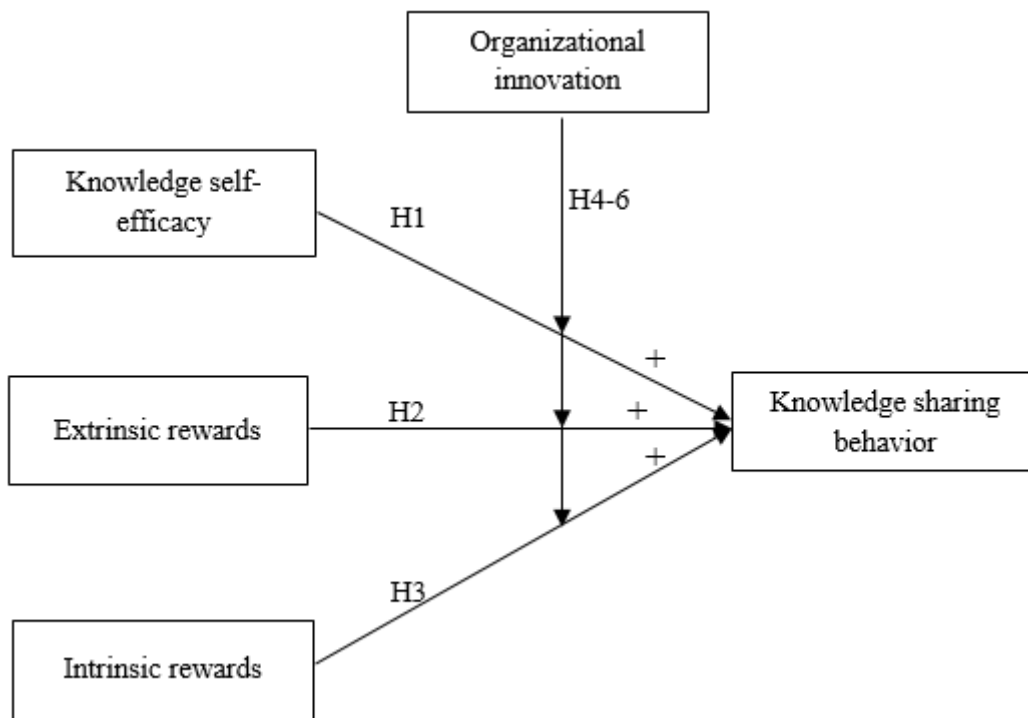 Organizational
innovation
Knowledge self-
efficacy
H1
H4-6
+
Extrinsic rewards
H2
+
Knowledge sharing
behavior
+
H3
Intrinsic rewards